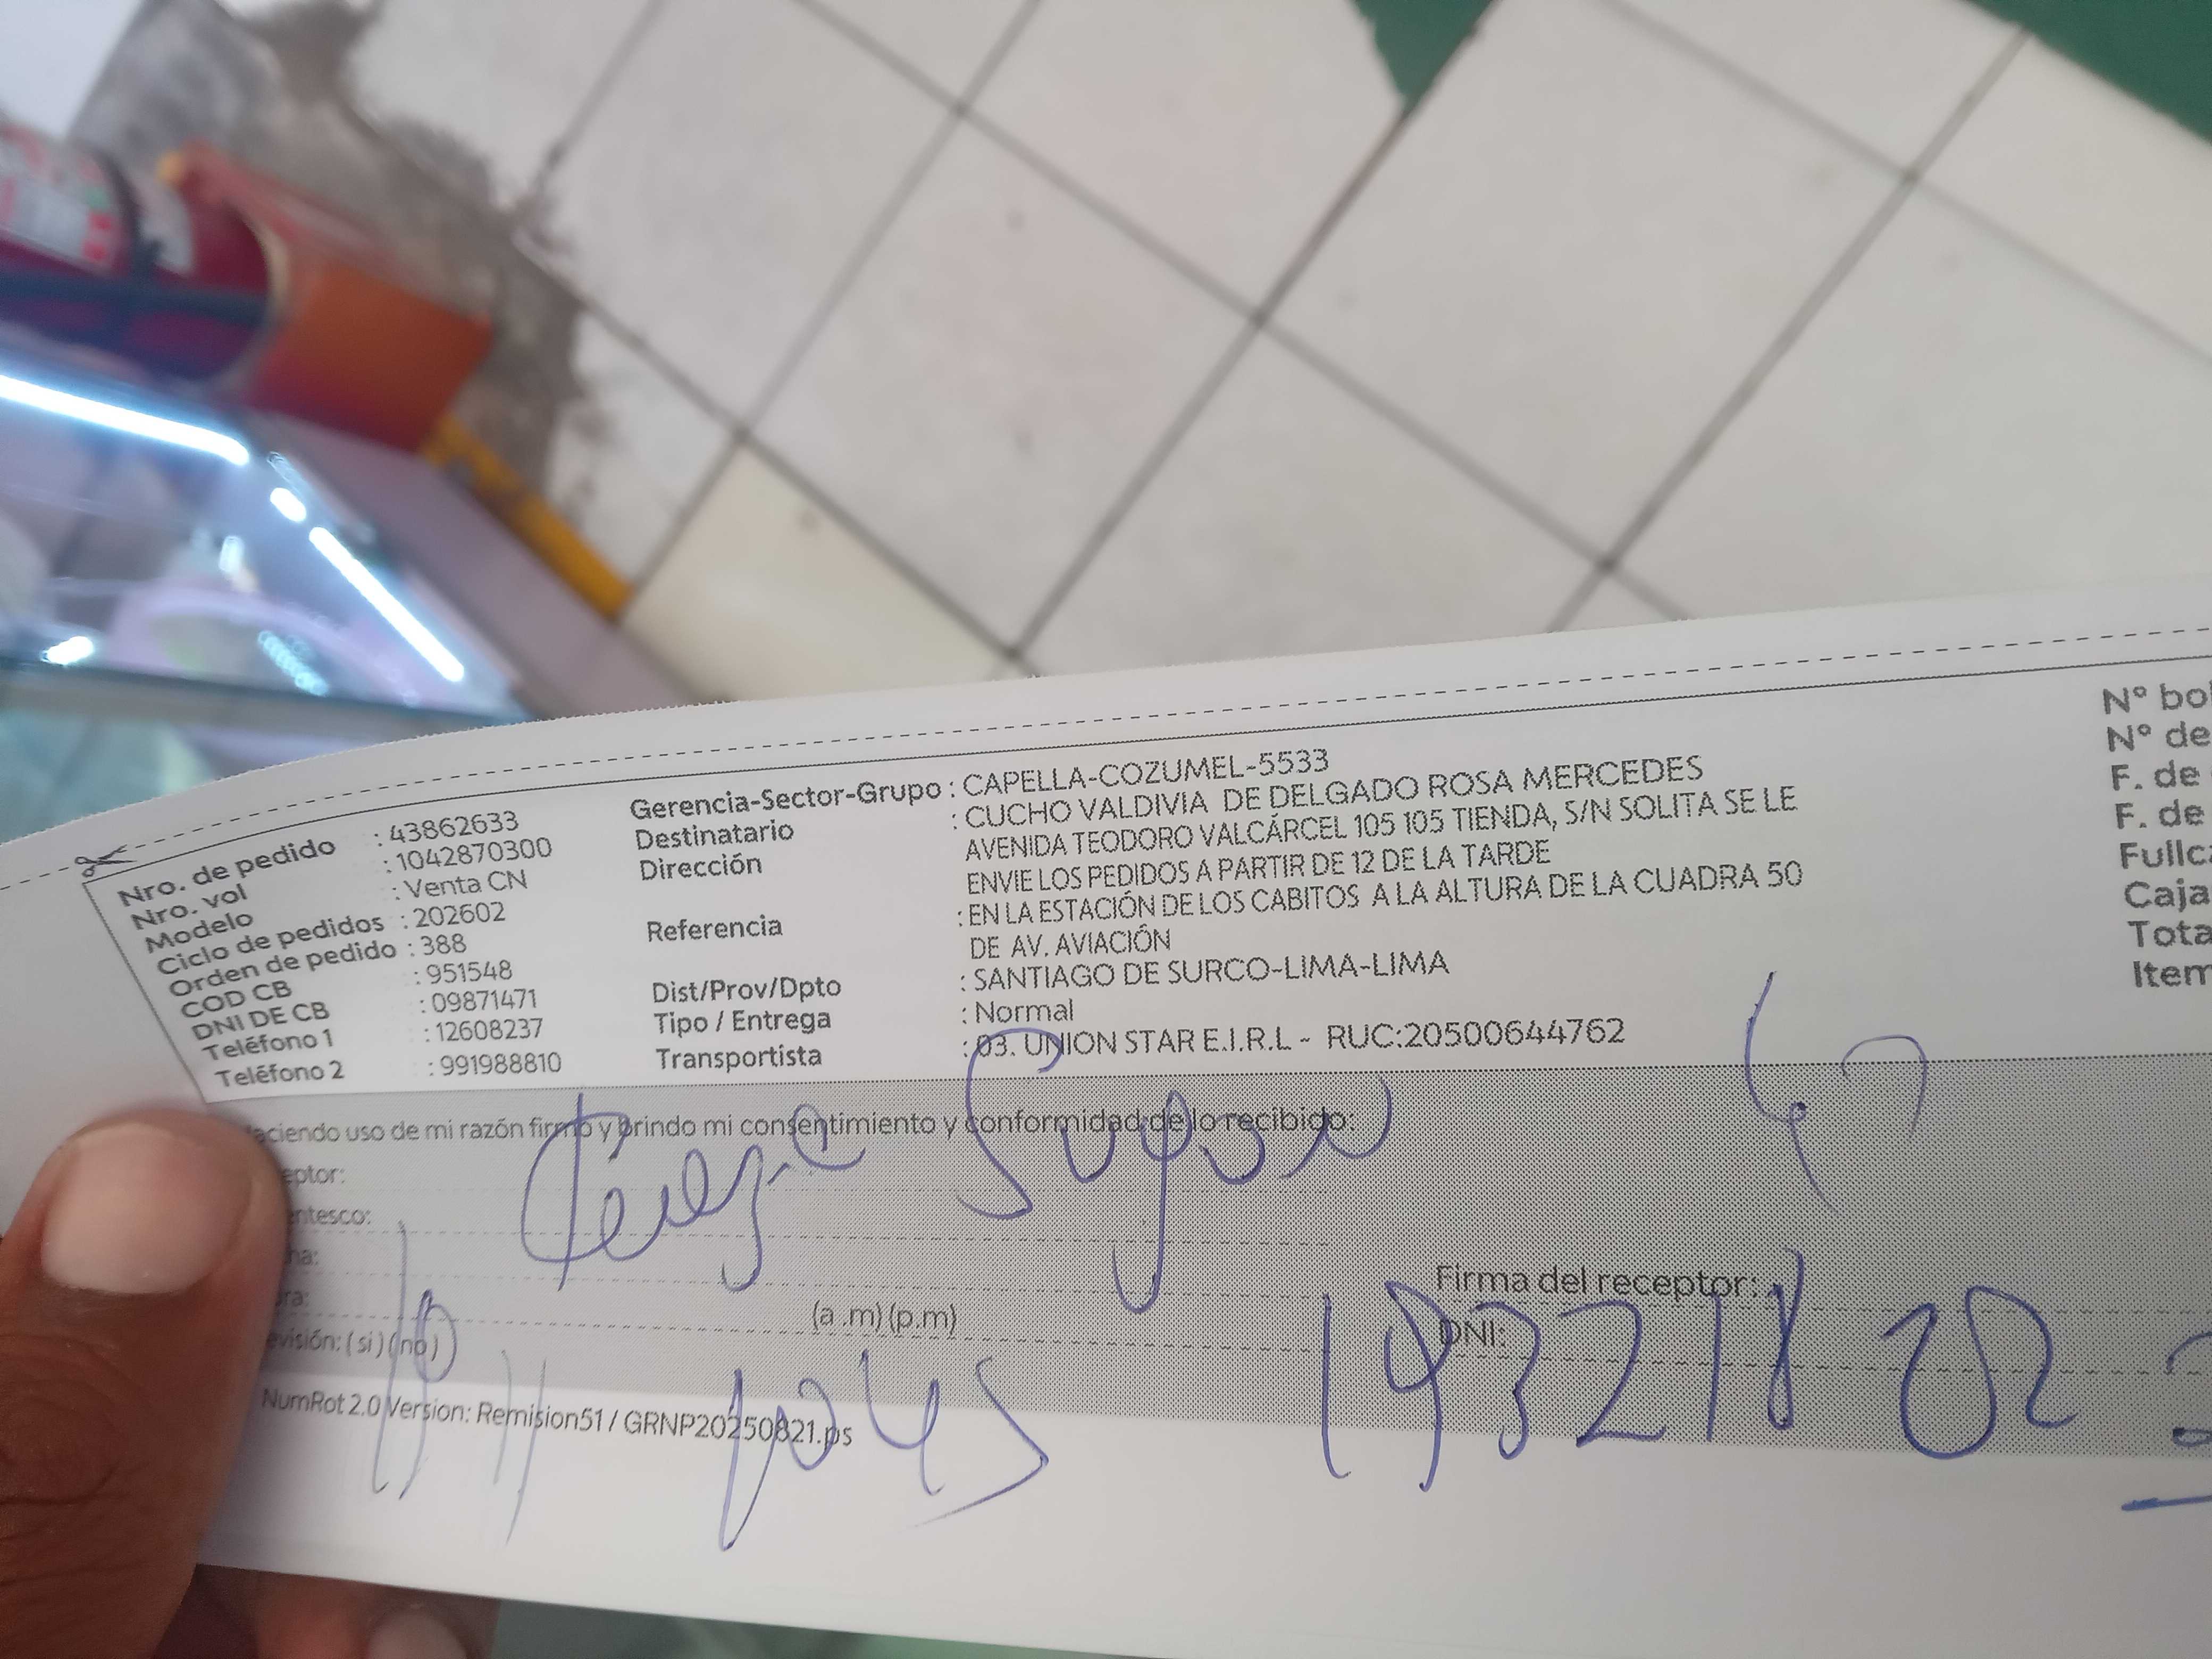 Nro. de pedido : 43862633
Nro. vol : 1042870300
Modelo : Venta CN
Ciclo de pedidos : 202602
Orden de pedido : 388
COD CB : 951548
DNI DE CB : 09871471
Teléfono 1 : 12608237
Teléfono 2 : 991988810
Gerencia-Sector-Grupo : CAPELLA-COZUMEL-5533
Destinatario : CUCHO VALDIVIA DE DELGADO ROSA MERCEDES
Dirección AVENIDA TEODORO VALCÁRCEL 105 105 TIENDA, S/N SOLITA SE LE
ENVIE LOS PEDIDOS A PARTIR DE 12 DE LA TARDE
Referencia : EN LA ESTACIÓN DE LOS CABITOS A LA ALTURA DE LA CUADRA 50
DE AV. AVIACIÓN
Dist/Prov/Dpto : SANTIAGO DE SURCO-LIMA-LIMA
Tipo / Entrega : Normal
Transportista : 03. UNION STAR E.I.R.L - RUC:20500644762
N° bol
N° de
F. de
F. de
Fullc
Caja
Tota
Item
aciendo uso de mi razón firmo y brindo mi consentimiento y conformidad de lo recibido:
eptor:
entesco:
ha:
ra: (a .m) (p.m)
evisión: ( si ) ( no )
Firma del receptor:
DNI:
1045
NumRot 2.0 Version: Remision51 / GRNP20250821.ps